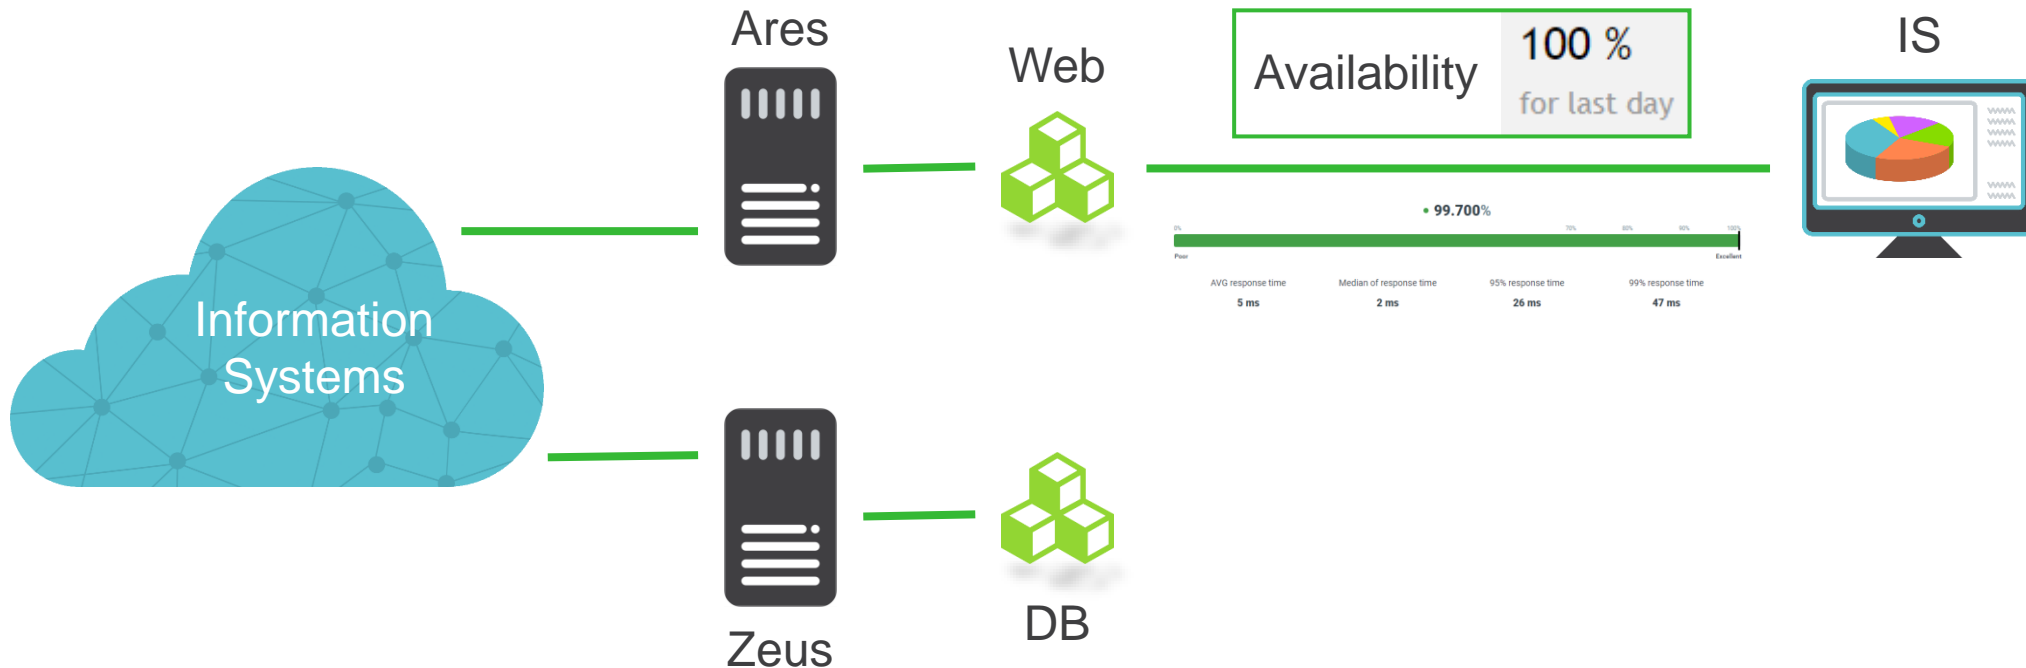 Ares
Web
Availability
100 %
for last day
IS
Information
Systems
• 99.700%
0% 70% 80% 90% 100%
Poor Excellent
AVG response time Median of response time 95% response time 99% response time
5 ms 2 ms 26 ms 47 ms
Zeus
DB